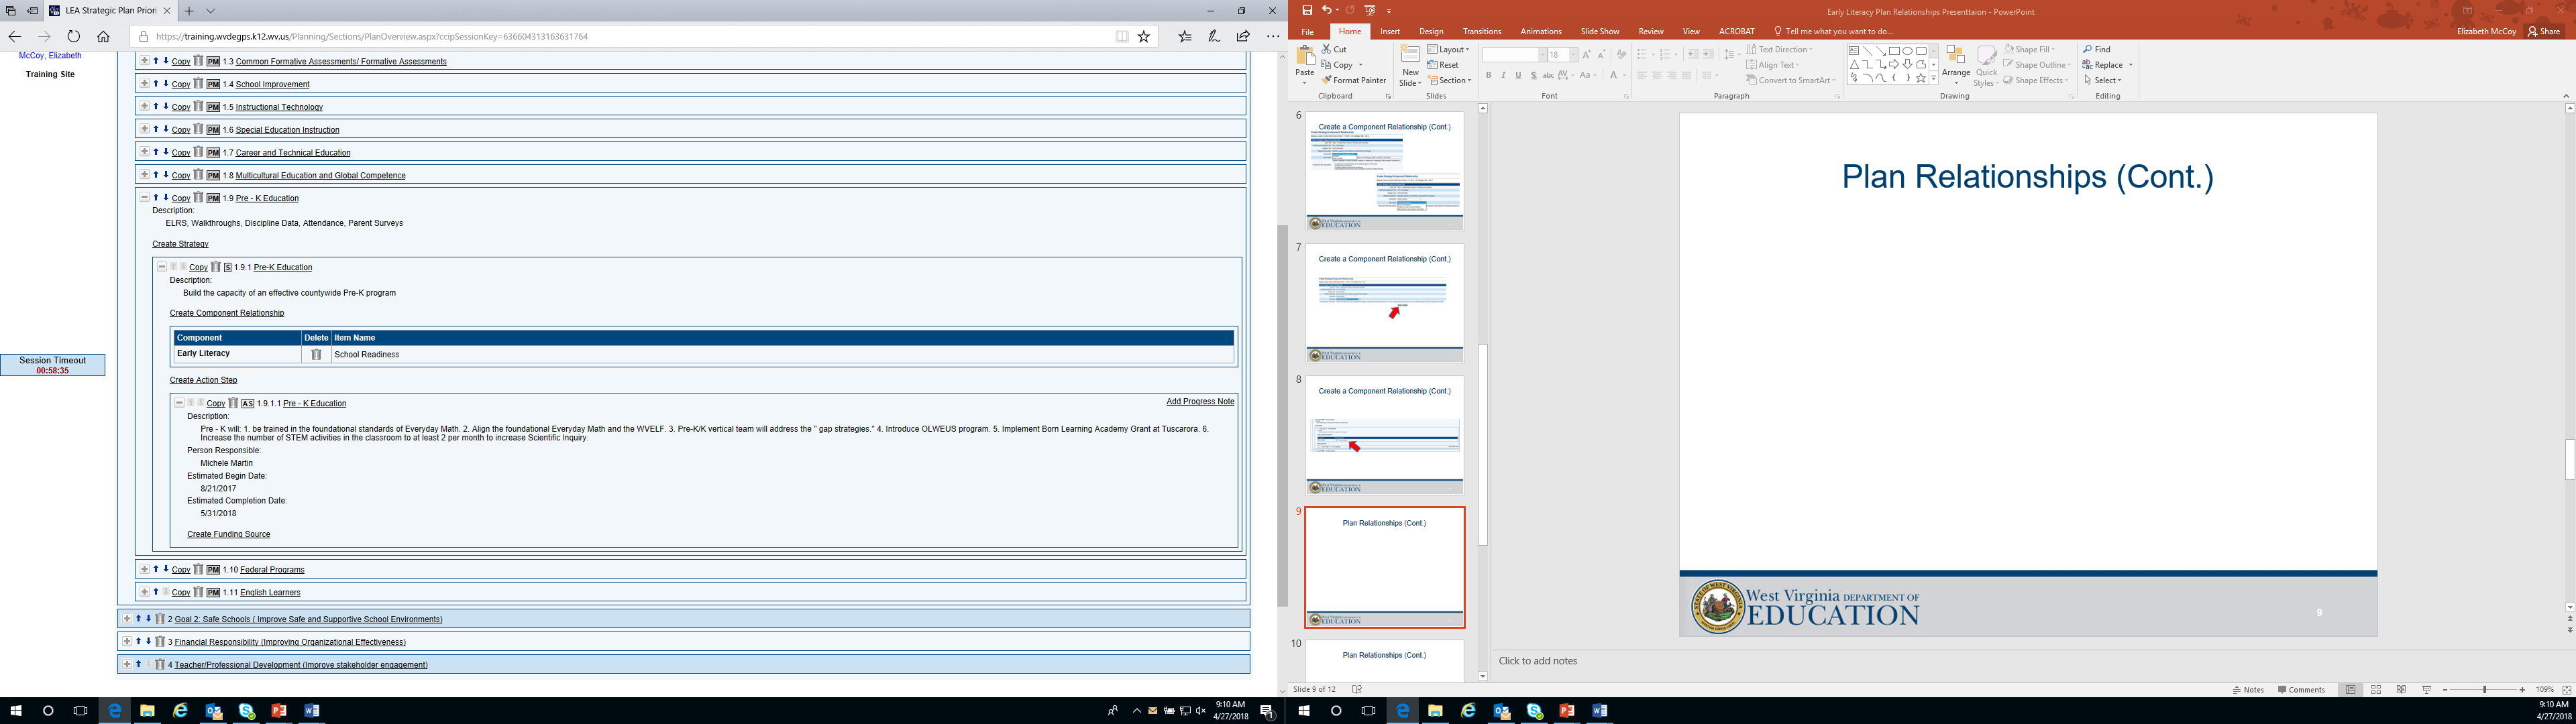 LEA Strategic Plan Priori
https://training.wvdegps.k12.wv.us/Planning/Sections/PlanOverview.aspx?ccipSessionKey=636604313163631764
McCoy, Elizabeth
Training Site
Session Timeout
00:58:35
Copy PM 1.3 Common Formative Assessments/ Formative Assessments
Copy PM 1.4 School Improvement
Copy PM 1.5 Instructional Technology
Copy PM 1.6 Special Education Instruction
Copy PM 1.7 Career and Technical Education
Copy PM 1.8 Multicultural Education and Global Competence
Copy PM 1.9 Pre - K Education
Description:
ELRS, Walkthroughs, Discipline Data, Attendance, Parent Surveys
Create Strategy
Copy S 1.9.1 Pre-K Education
Description:
Build the capacity of an effective countywide Pre-K program
Create Component Relationship
Component Delete Item Name
Early Literacy School Readiness
Create Action Step
Copy AS 1.9.1.1 Pre - K Education Add Progress Note
Description:
Pre - K will: 1. be trained in the foundational standards of Everyday Math. 2. Align the foundational Everyday Math and the WVELF. 3. Pre-K/K vertical team will address the " gap strategies." 4. Introduce OLWEUS program. 5. Implement Born Learning Academy Grant at Tuscarora. 6.
Increase the number of STEM activities in the classroom to at least 2 per month to increase Scientific Inquiry.
Person Responsible:
Michele Martin
Estimated Begin Date:
8/21/2017
Estimated Completion Date:
5/31/2018
Create Funding Source
Copy PM 1.10 Federal Programs
Copy PM 1.11 English Learners
2 Goal 2: Safe Schools ( Improve Safe and Supportive School Environments)
3 Financial Responsibility (Improving Organizational Effectiveness)
4 Teacher/Professional Development (Improve stakeholder engagement)
9:10 AM
4/27/2018
Early Literacy Plan Relationships Presenttaion - PowerPoint
File Home Insert Design Transitions Animations Slide Show Review View ACROBAT Tell me what you want to do... Elizabeth McCoy Share
Paste Cut Copy Format Painter
Clipboard
New Slide Layout Reset Section
Slides
18
B I U S abc AV Aa A
Font
Text Direction Align Text Convert to SmartArt
Paragraph
Arrange Quick Styles Shape Fill Shape Outline Shape Effects
Drawing
Find Replace Select
Editing
6
Create a Component Relationship (Cont.)
West Virginia
EDUCATION
7
Create a Component Relationship (Cont.)
West Virginia
EDUCATION
8
Create a Component Relationship (Cont.)
West Virginia
EDUCATION
9
Plan Relationships (Cont.)
West Virginia
EDUCATION
10
Plan Relationships (Cont.)
Plan Relationships (Cont.)
West Virginia DEPARTMENT OF
EDUCATION
9
Click to add notes
Slide 9 of 12 Notes Comments 109%
9:10 AM
4/27/2018